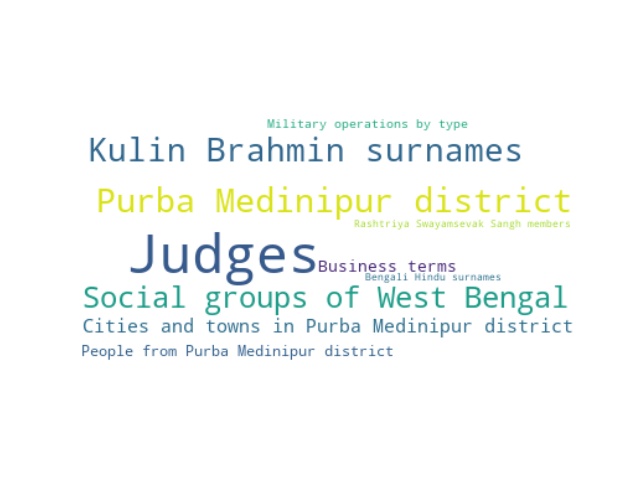 Military operations by type
Kulin Brahmin surnames
Purba Medinipur district
Rashtriya Swayamsevak Sangh members
Judges
Business terms
Bengali Hindu surnames
Social groups of West Bengal
Cities and towns in Purba Medinipur district
People from Purba Medinipur district